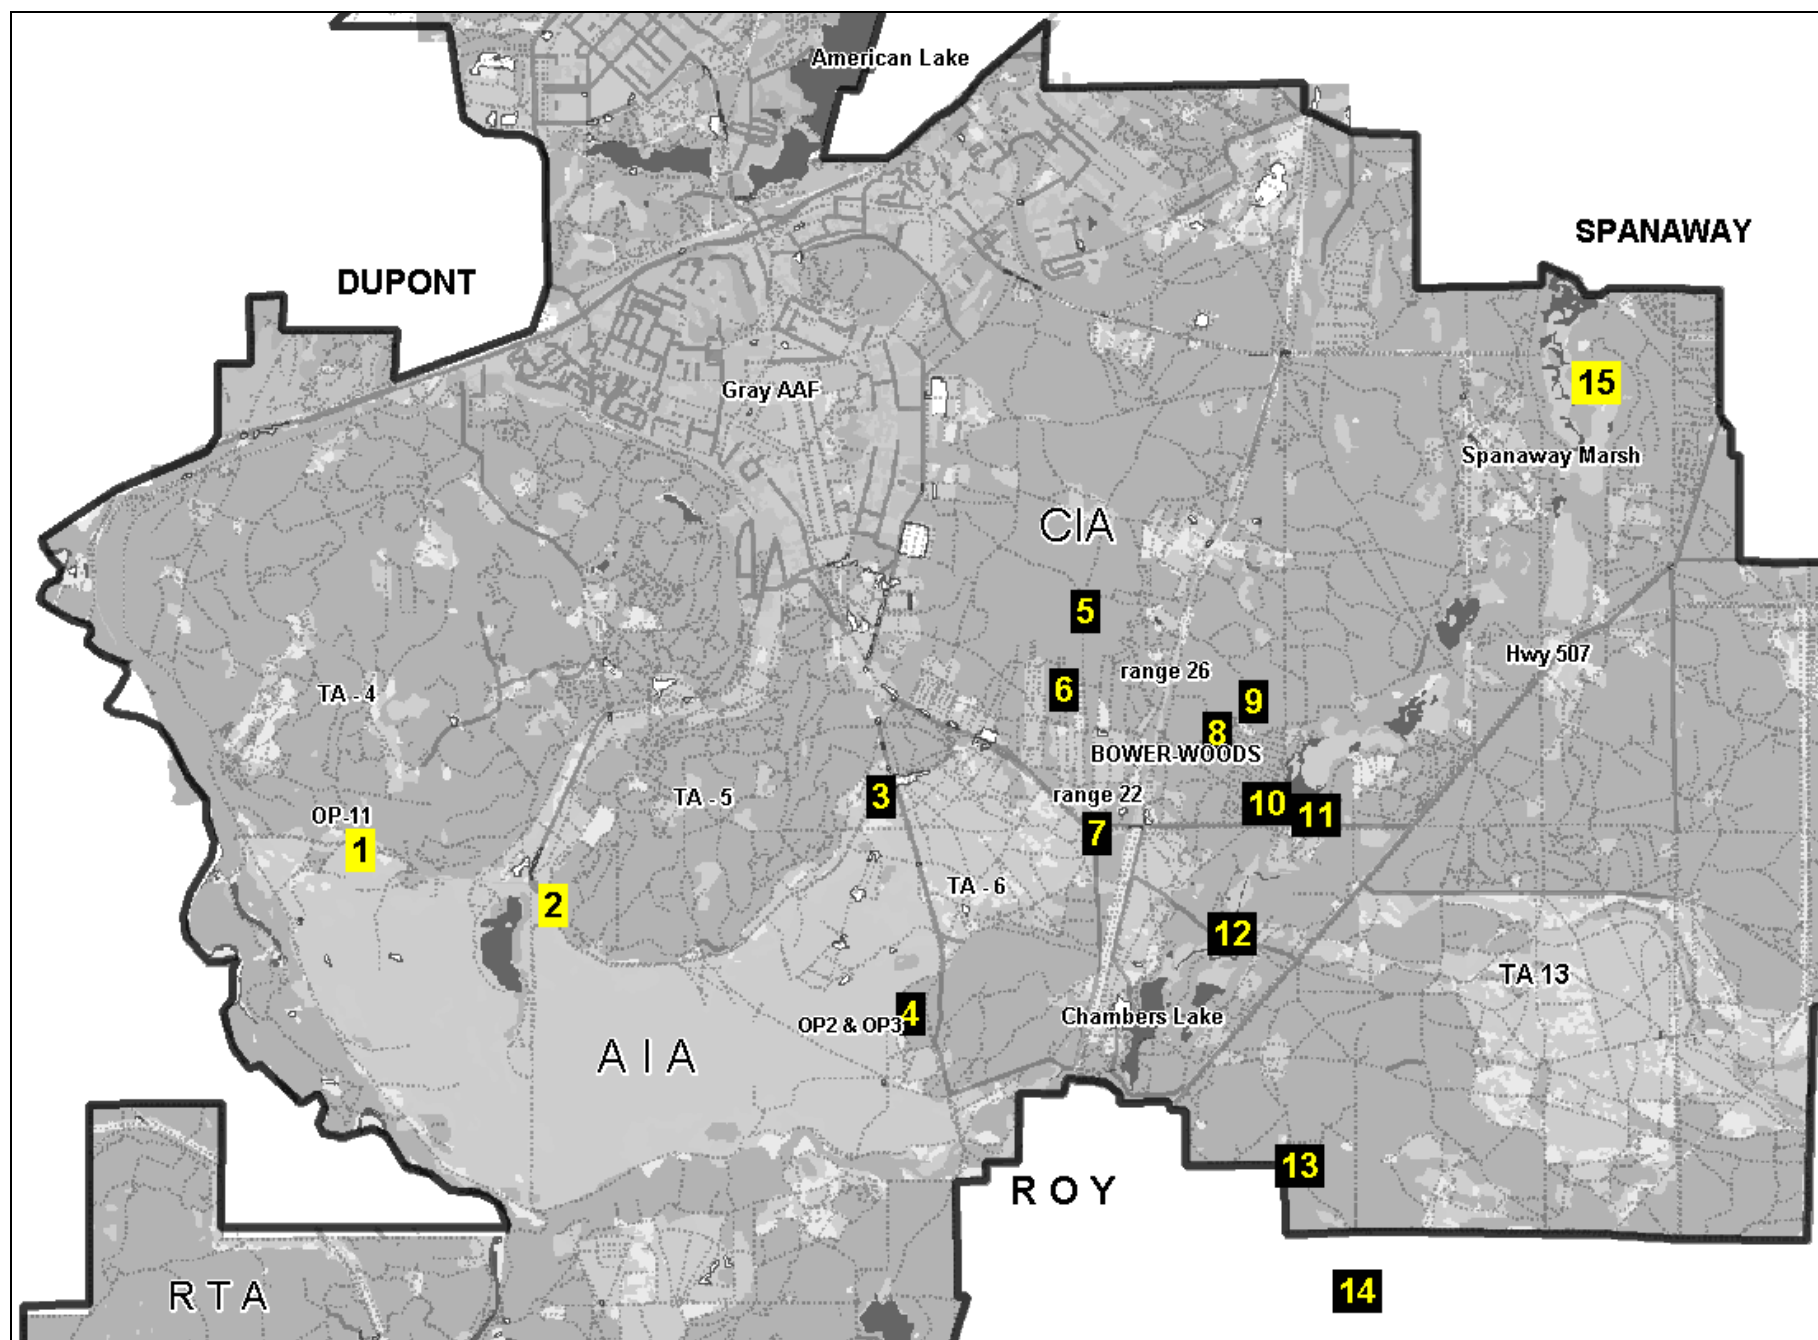 American Lake
SPANAWAY
DUPONT
Gray AAF
15
Spanaway Marsh
CIA
5
Hwy 507
range 26
6
TA - 4
9
8
BOWER-WOODS
3
TA - 5
range 22
10
11
OP-11
7
1
TA - 6
2
12
TA 13
4
OP2 & OP3
Chambers Lake
A I A
13
R O Y
14
R T A